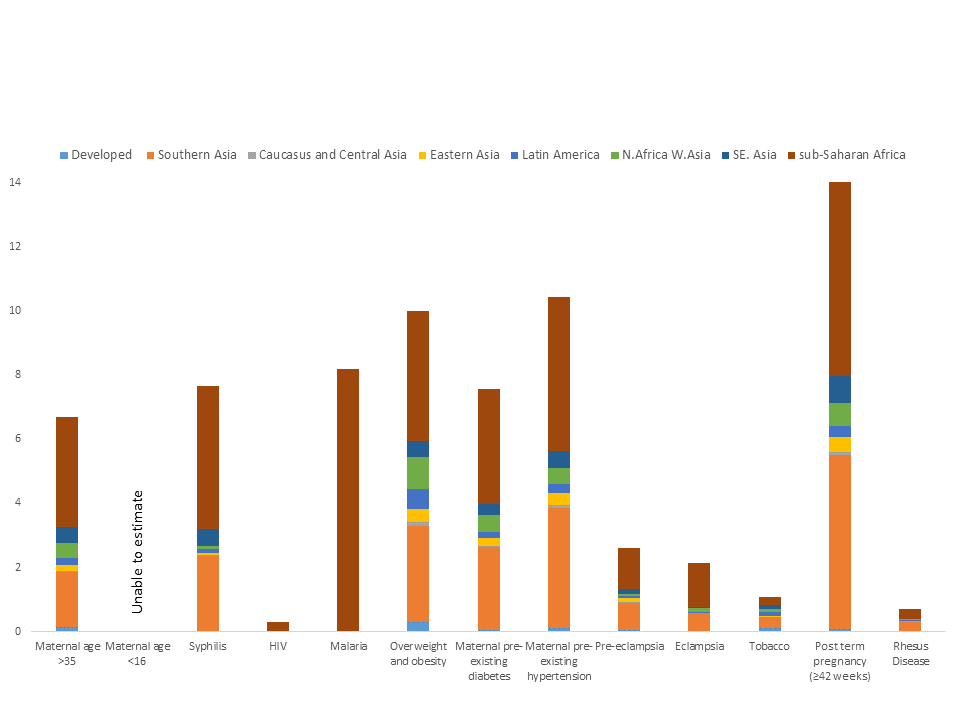 Developed Southern Asia Caucasus and Central Asia Eastern Asia Latin America N.Africa W.Asia SE. Asia sub-Saharan Africa
14
12
10
8
6
4
2
0
Unable to estimate
Maternal age
>35
Maternal age
<16
Syphilis
HIV
Malaria
Overweight
and obesity
Maternal pre-
existing
diabetes
Maternal pre-
existing
hypertension
Pre-eclampsia
Eclampsia
Tobacco
Post term
pregnancy
(≥42 weeks)
Rhesus
Disease